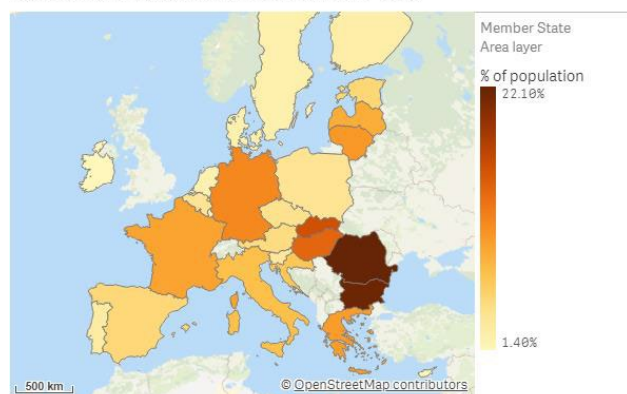 Member State
Area layer
% of population
22.10%
1.40%
500 km
© OpenStreetMap contributors